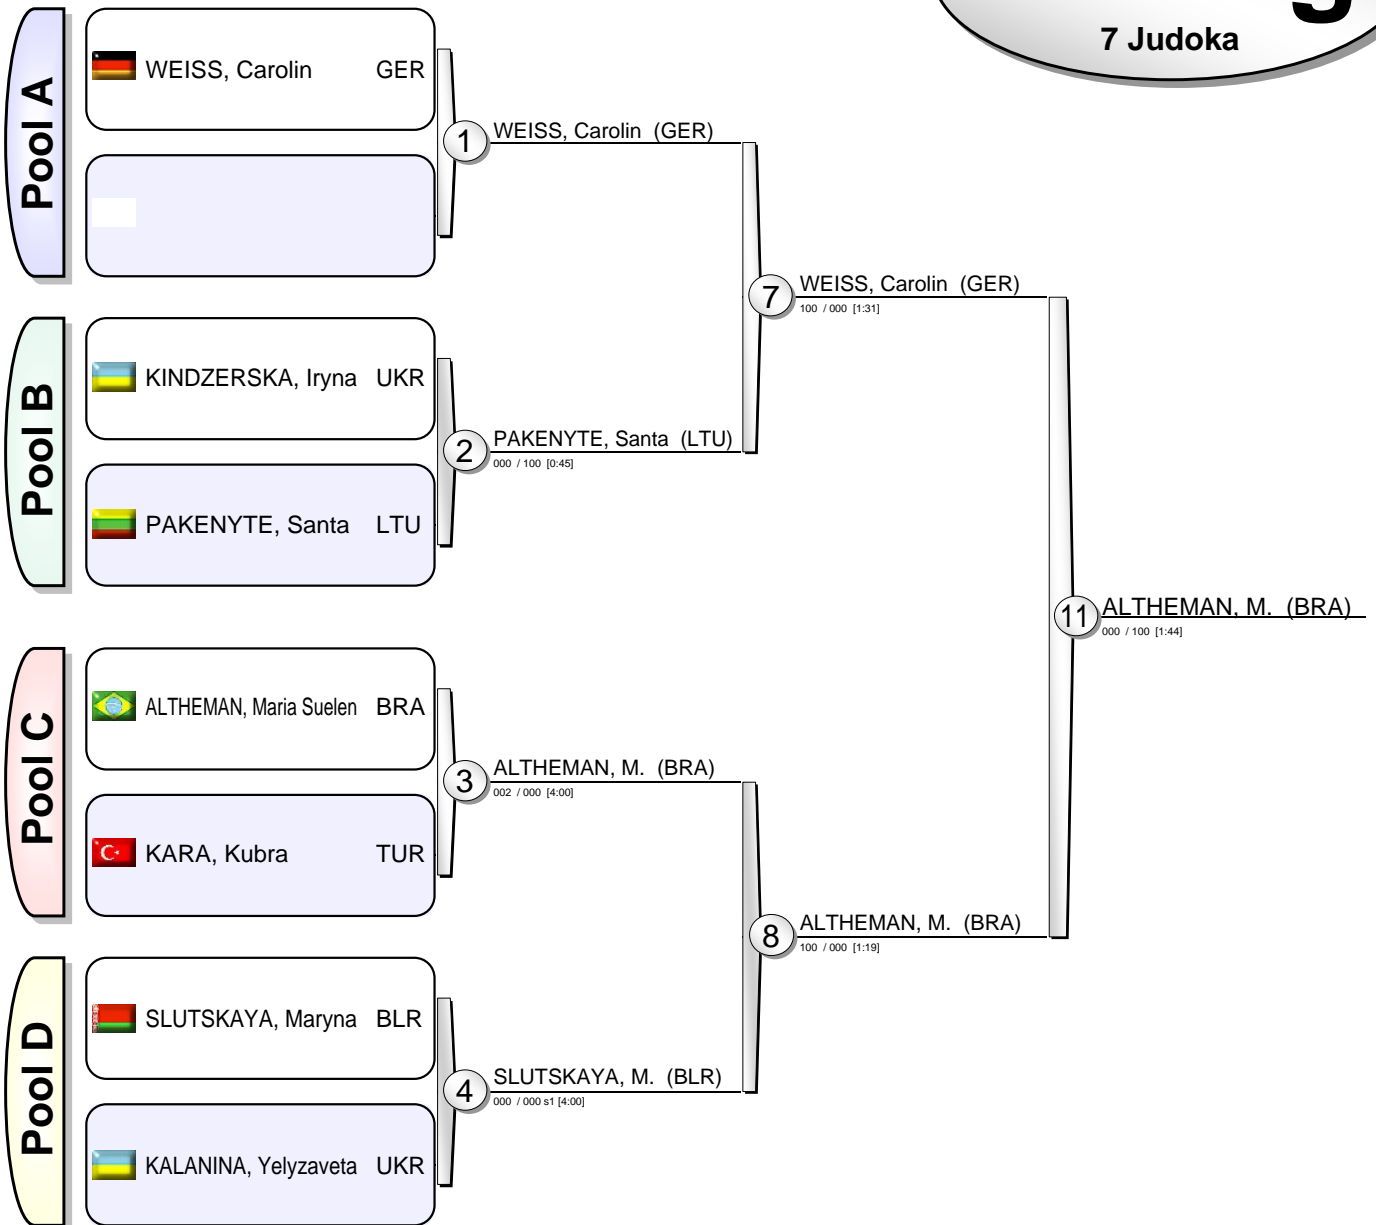 7 Judoka
Pool A
WEISS, Carolin GER
1 WEISS, Carolin (GER)
7 WEISS, Carolin (GER)
100 / 000 [1:31]
Pool B
KINDZERSKA, Iryna UKR
2 PAKENYTE, Santa (LTU)
000 / 100 [0:45]
PAKENYTE, Santa LTU
11 ALTHEMAN, M. (BRA)
000 / 100 [1:44]
Pool C
ALTHEMAN, Maria Suelen BRA
3 ALTHEMAN, M. (BRA)
002 / 000 [4:00]
KARA, Kubra TUR
8 ALTHEMAN, M. (BRA)
100 / 000 [1:19]
Pool D
SLUTSKAYA, Maryna BLR
4 SLUTSKAYA, M. (BLR)
000 / 000 s1 [4:00]
KALANINA, Yelyzaveta UKR